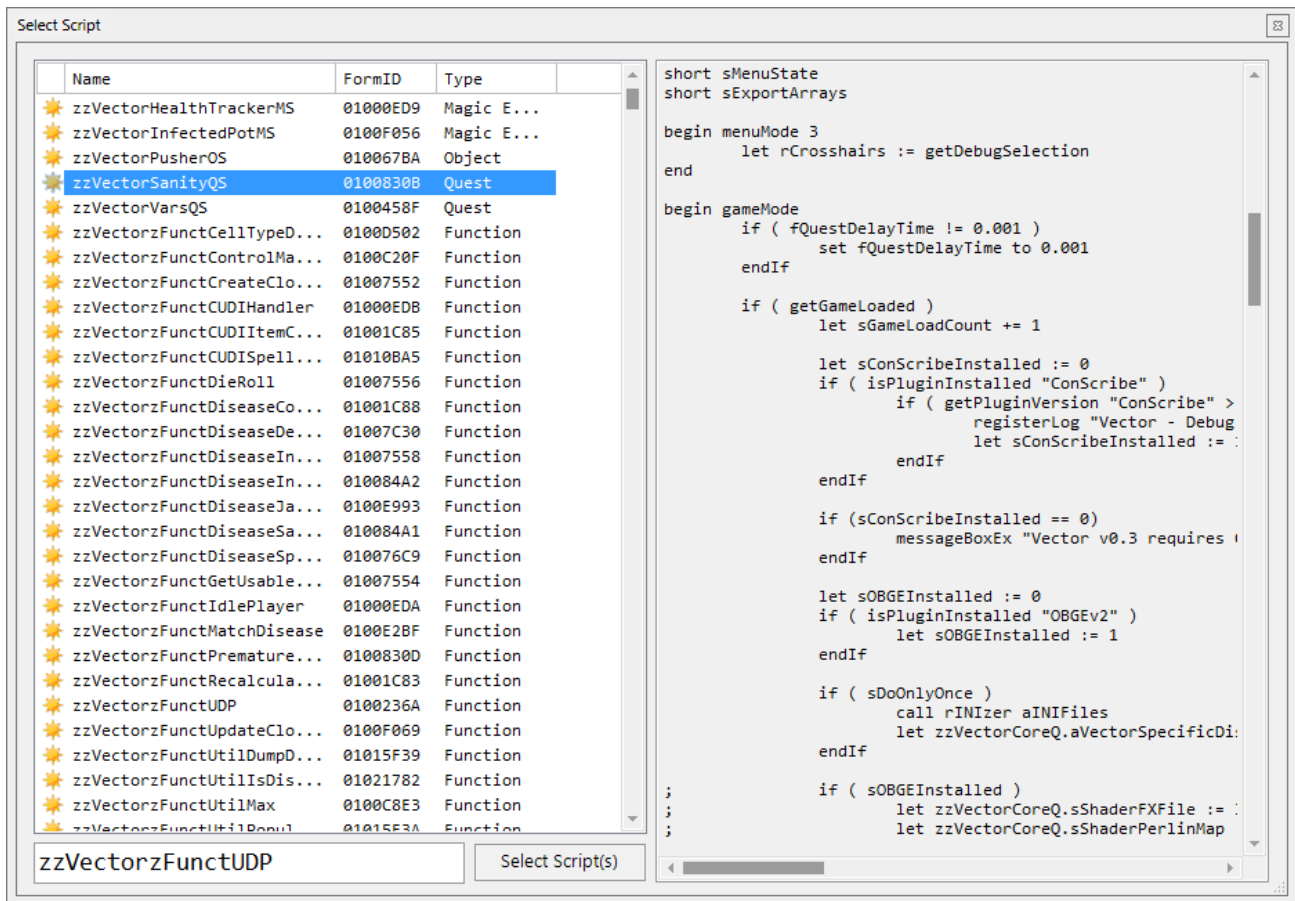 Select Script
Name FormID Type
zzVectorHealthTrackerMS 01000ED9 Magic E...
zzVectorInfectedPotMS 0100F056 Magic E...
zzVectorPusherOS 010067BA Object
zzVectorSanityQS 0100830B Quest
zzVectorVarsQS 0100458F Quest
zzVectorzFunctCellTypeD... 0100D502 Function
zzVectorzFunctControlMa... 0100C20F Function
zzVectorzFunctCreateClo... 01007552 Function
zzVectorzFunctCUDIHandler 01000EDB Function
zzVectorzFunctCUDIItemC... 01001C85 Function
zzVectorzFunctCUDISpell... 01010BA5 Function
zzVectorzFunctDieRoll 01007556 Function
zzVectorzFunctDiseaseCo... 01001C88 Function
zzVectorzFunctDiseaseDe... 01007C30 Function
zzVectorzFunctDiseaseIn... 01007558 Function
zzVectorzFunctDiseaseIn... 010084A2 Function
zzVectorzFunctDiseaseJa... 0100E993 Function
zzVectorzFunctDiseaseSa... 010084A1 Function
zzVectorzFunctDiseaseSp... 010076C9 Function
zzVectorzFunctGetUsable... 01007554 Function
zzVectorzFunctIdlePlayer 01000EDA Function
zzVectorzFunctMatchDisease 0100E2BF Function
zzVectorzFunctPremature... 0100830D Function
zzVectorzFunctRecalcula... 01001C83 Function
zzVectorzFunctUDP 0100236A Function
zzVectorzFunctUpdateClo... 0100F069 Function
zzVectorzFunctUtilDumpD... 01015F39 Function
zzVectorzFunctUtilIsDis... 01021782 Function
zzVectorzFunctUtilMax 0100C8E3 Function
zzVectorzFunctUtilPopul... 01015F3A Function
zzVectorzFunctUDP
Select Script(s)
short sMenuState
short sExportArrays
begin menuMode 3
let rCrosshairs := getDebugSelection
end
begin gameMode
if ( fQuestDelayTime != 0.001 )
set fQuestDelayTime to 0.001
endIf
if ( getGameLoaded )
let sGameLoadCount += 1
let sConScribeInstalled := 0
if ( isPluginInstalled "ConScribe" )
if ( getPluginVersion "ConScribe" >
registerLog "Vector - Debug
let sConScribeInstalled :=
endIf
endIf
if (sConScribeInstalled == 0)
messageBoxEx "Vector v0.3 requires
endIf
let sOBGEInstalled := 0
if ( isPluginInstalled "OBGEv2" )
let sOBGEInstalled := 1
endIf
if ( sDoOnlyOnce )
call rINIzer aINIFiles
let zzVectorCoreQ.aVectorSpecificDi
endIf
; if ( sOBGEInstalled )
; let zzVectorCoreQ.sShaderFXFile :=
; let zzVectorCoreQ.sShaderPerlinMap